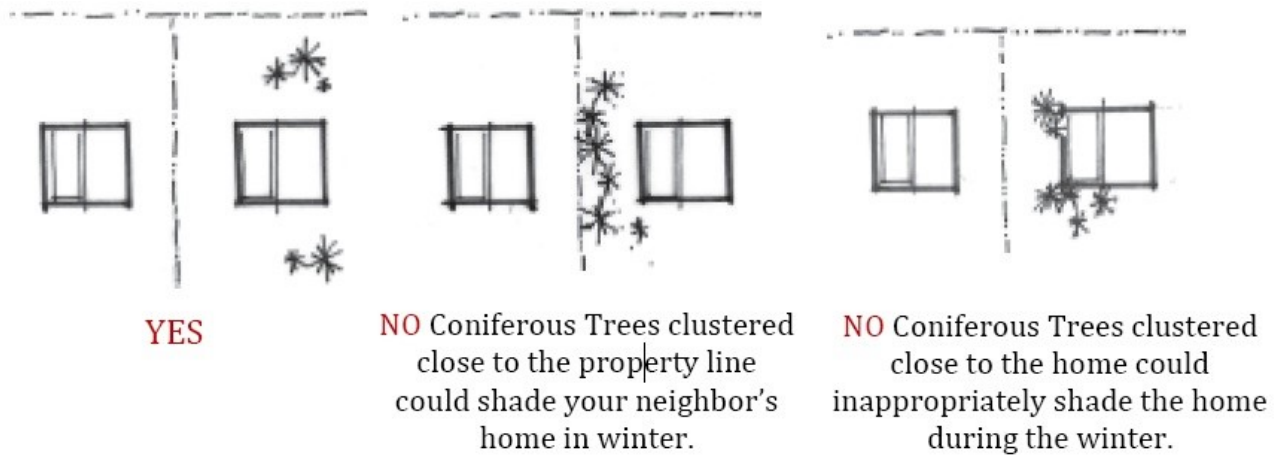 YES
NO Coniferous Trees clustered
close to the property line
could shade your neighbor's
home in winter.
NO Coniferous Trees clustered
close to the home could
inappropriately shade the home
during the winter.